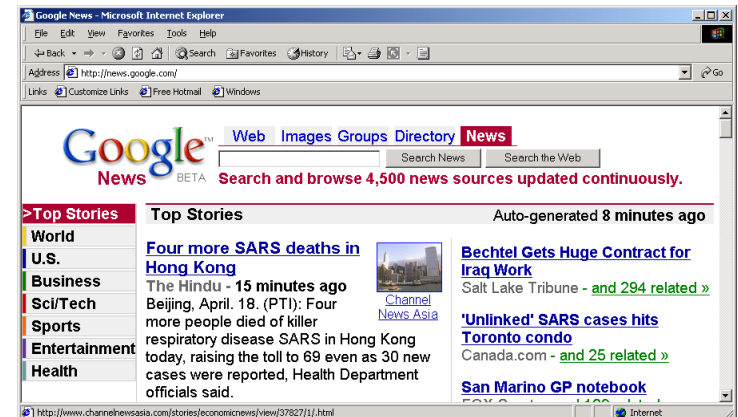 Google News - Microsoft Internet Explorer
File Edit View Favorites Tools Help
Back Search Favorites History
Address http://news.google.com/ Go
Links Customize Links Free Hotmail Windows
Web Images Groups Directory News
Google™
News BETA
Search News Search the Web
Search and browse 4,500 news sources updated continuously.
>Top Stories
World
U.S.
Business
Sci/Tech
Sports
Entertainment
Health
Top Stories Auto-generated 8 minutes ago
Four more SARS deaths in
Hong Kong
The Hindu - 15 minutes ago
Beijing, April. 18. (PTI): Four
more people died of killer
respiratory disease SARS in Hong Kong
today, raising the toll to 69 even as 30 new
cases were reported, Health Department
officials said.
Channel
News Asia
Bechtel Gets Huge Contract for
Iraq Work
Salt Lake Tribune - and 294 related »
'Unlinked' SARS cases hits
Toronto condo
Canada.com - and 25 related »
San Marino GP notebook
http://www.channelnewsasia.com/stories/economicnews/view/37827/1/.html Internet